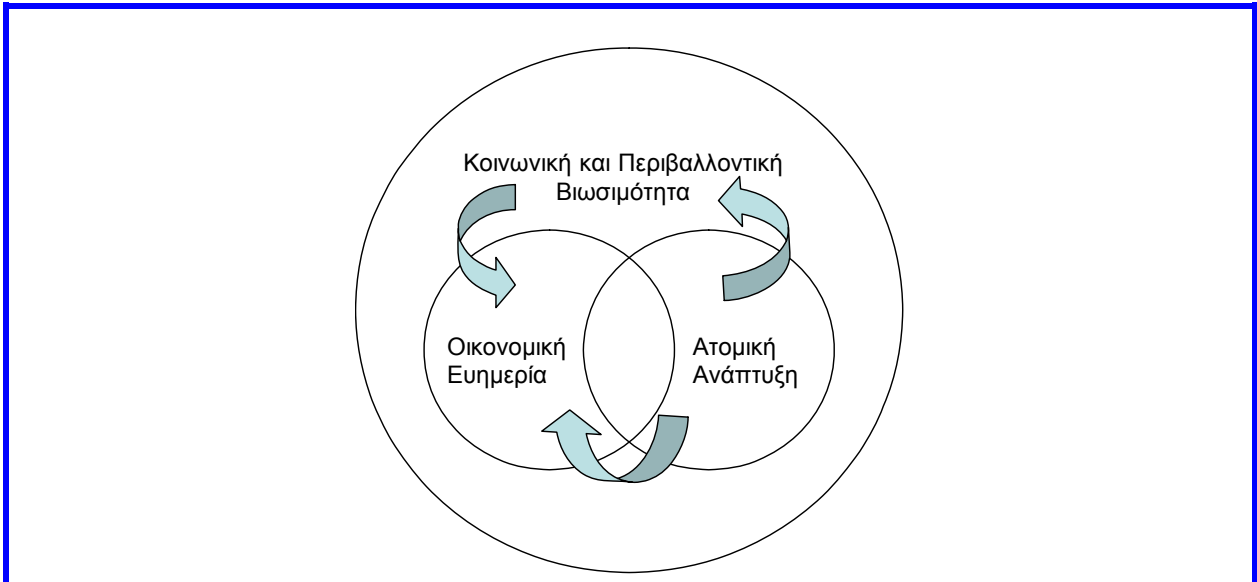 Κοινωνική και Περιβαλλοντική
Βιωσιμότητα
Οικονομική
Ευημερία
Ατομική
Ανάπτυξη